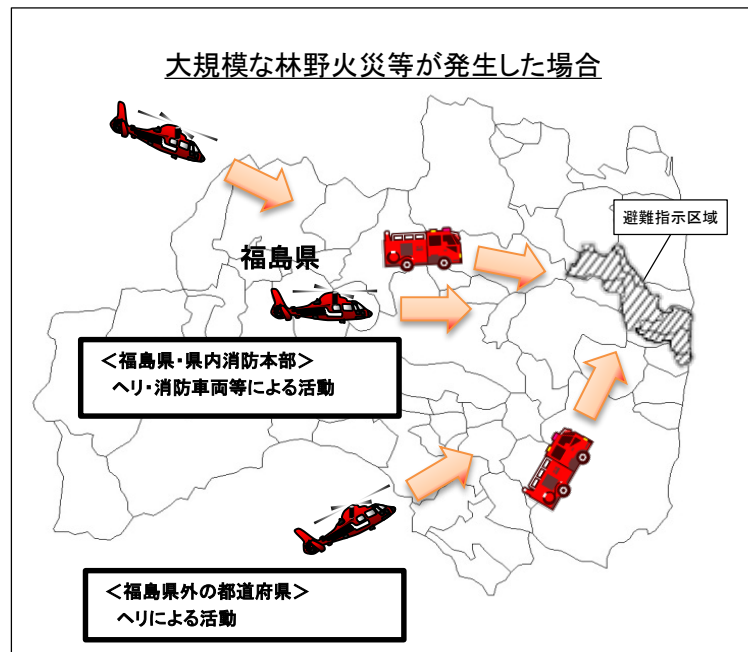 大規模な林野火災等が発生した場合
避難指示区域
福島県
＜福島県・県内消防本部＞
ヘリ・消防車両等による活動
＜福島県外の都道府県＞
ヘリによる活動